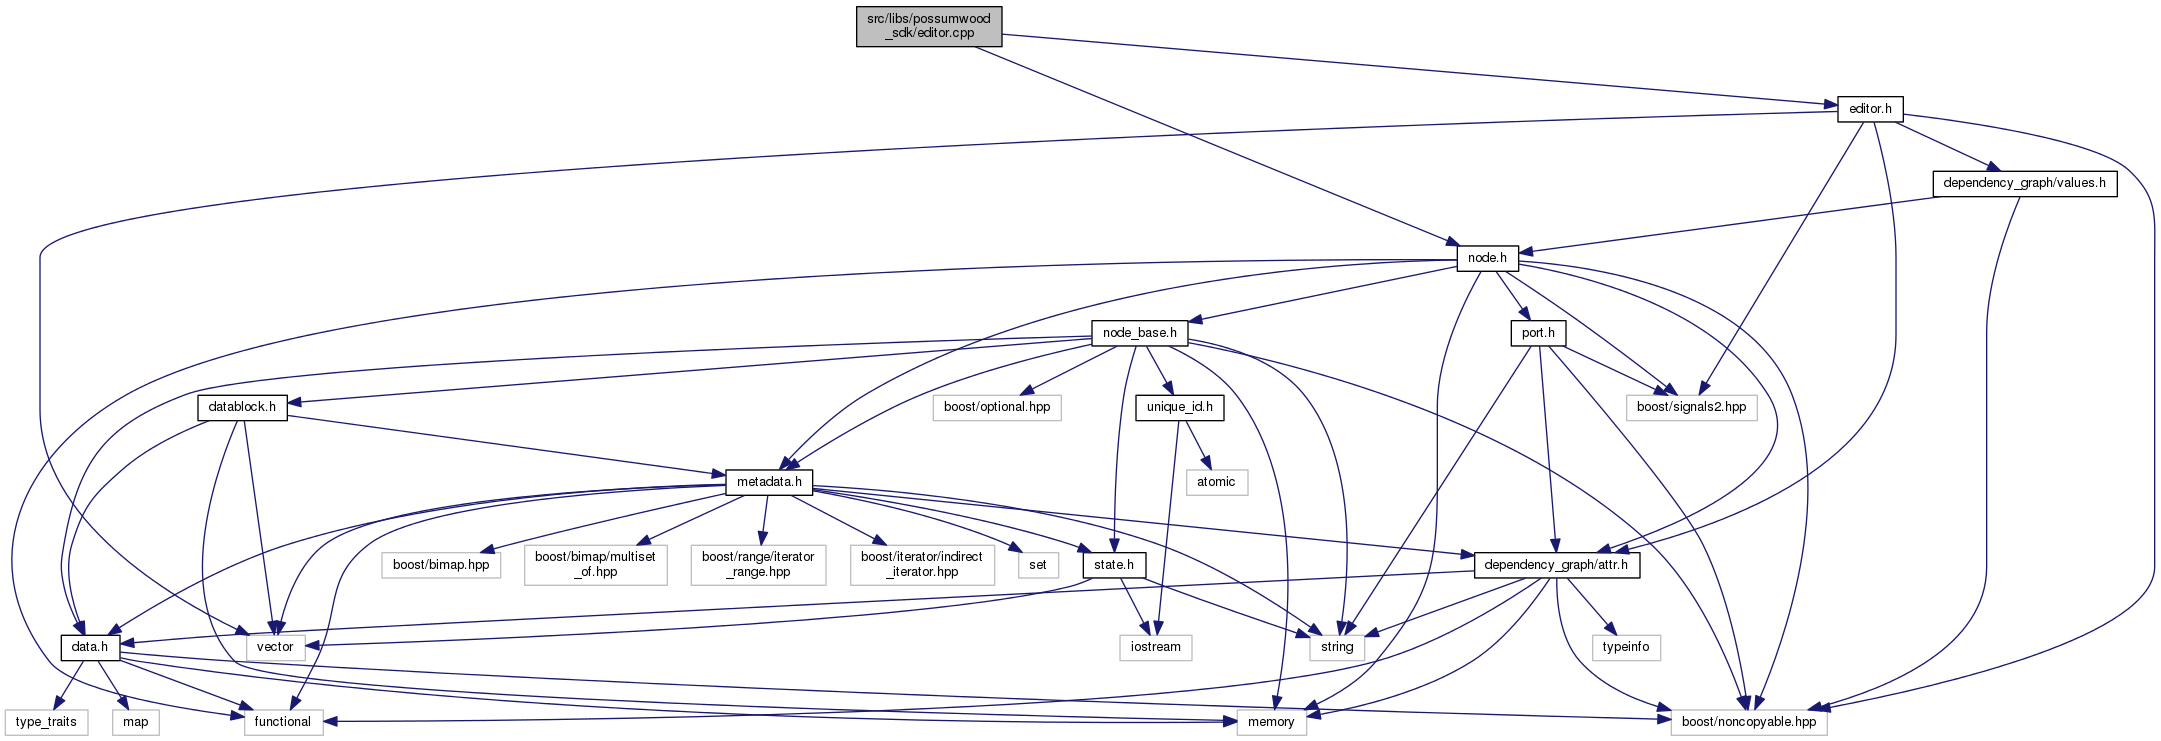 src/libs/possumwood
_sdk/editor.cpp
editor.h
dependency_graph/values.h
node.h
node_base.h
port.h
datablock.h
boost/optional.hpp
unique_id.h
boost/signals2.hpp
metadata.h
atomic
boost/bimap.hpp
boost/bimap/multiset
_of.hpp
boost/range/iterator
_range.hpp
boost/iterator/indirect
_iterator.hpp
set
state.h
dependency_graph/attr.h
data.h
vector
iostream
string
typeinfo
type_traits
map
functional
memory
boost/noncopyable.hpp